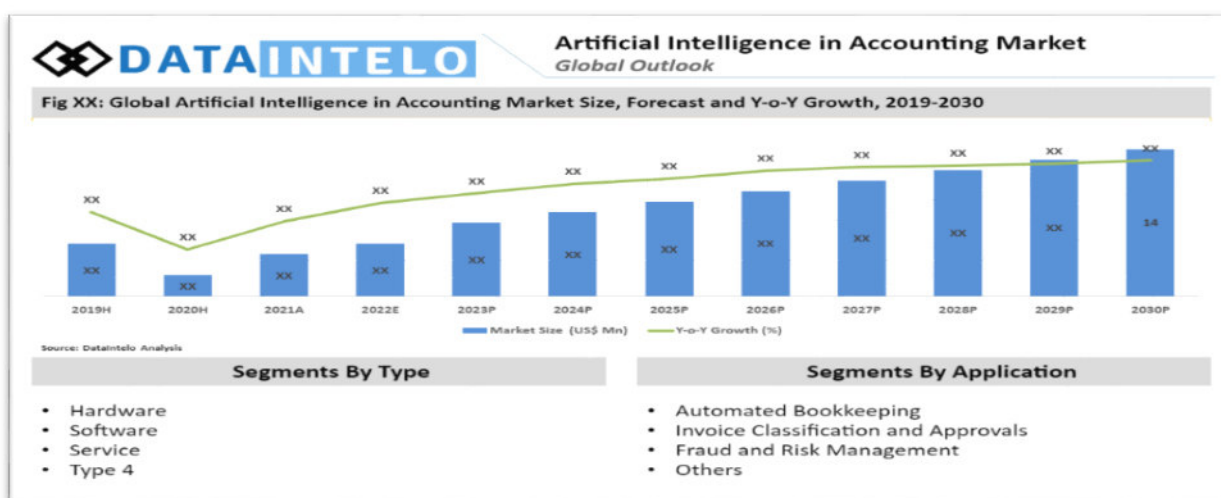 DATAINTELO
Artificial Intelligence in Accounting Market
Global Outlook
Fig XX: Global Artificial Intelligence in Accounting Market Size, Forecast and Y-o-Y Growth, 2019-2030
XX XX XX XX XX XX XX XX XX XX XX XX
XX XX XX XX XX XX XX XX XX XX XX 14
2019H 2020H 2021A 2022E 2023P 2024P 2025P 2026P 2027P 2028P 2029P 2030P
Market Size (US$ Mn) Y-o-Y Growth (%)
Source: DataIntelo Analysis
Segments By Type
• Hardware
• Software
• Service
• Type 4
Segments By Application
• Automated Bookkeeping
• Invoice Classification and Approvals
• Fraud and Risk Management
• Others